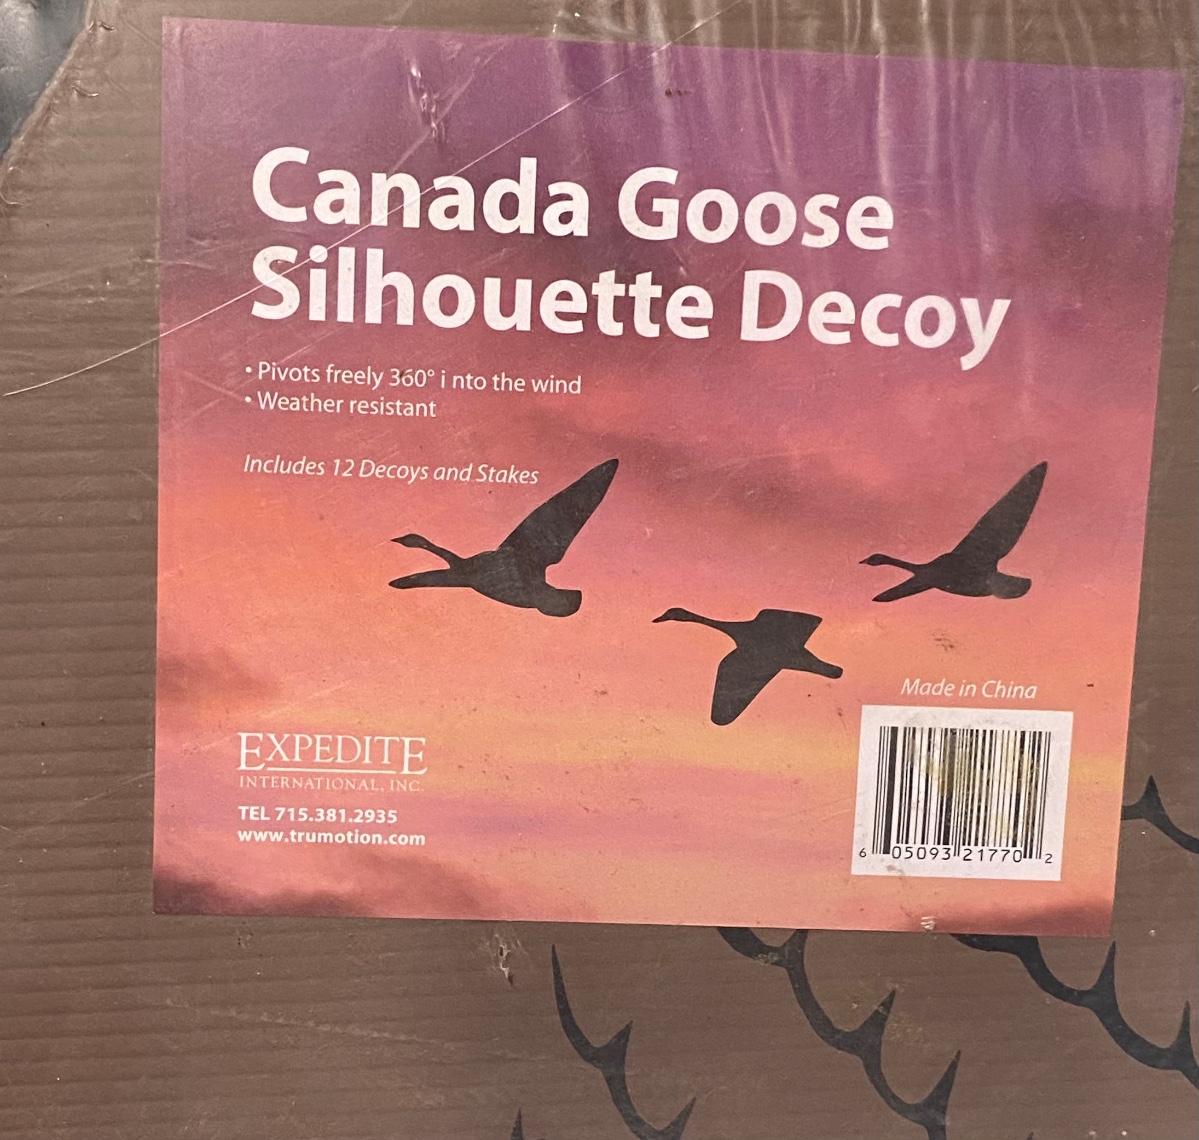 Canada Goose
Silhouette Decoy
• Pivots freely 360° i nto the wind
• Weather resistant
Includes 12 Decoys and Stakes
Made in China
EXPEDITE
INTERNATIONAL, INC.
TEL 715.381.2935
www.trumotion.com
6 05093 21770 2